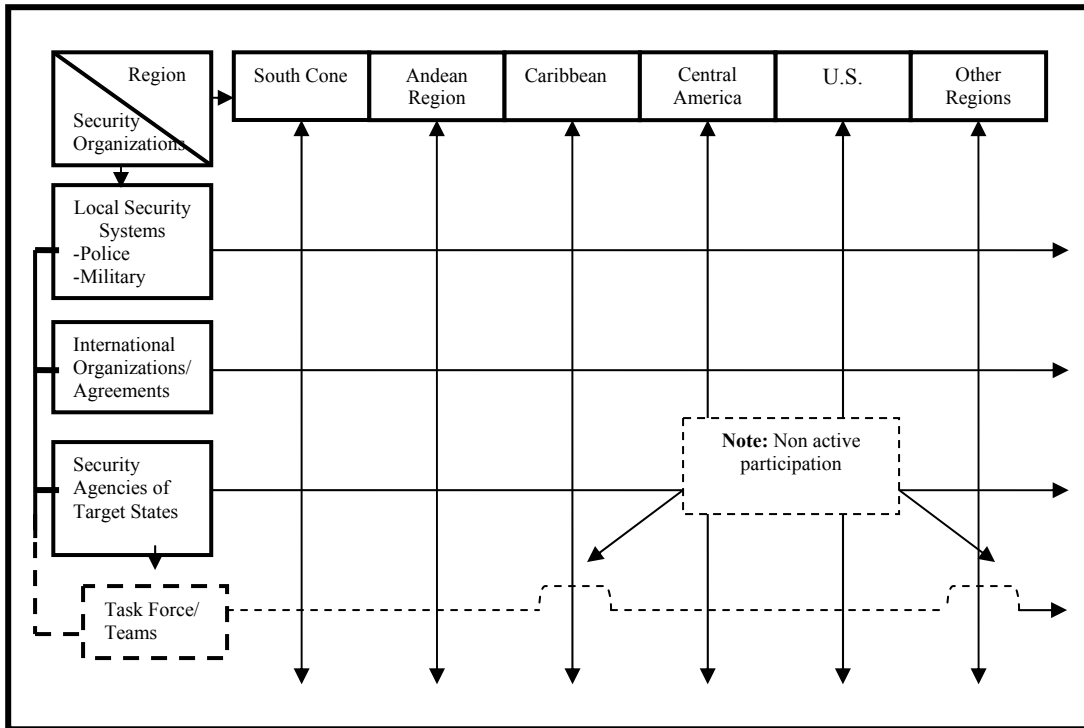 Region
Security
Organizations
South Cone
Andean
Region
Caribbean
Central
America
U.S.
Other
Regions
Local Security
Systems
-Police
-Military
International
Organizations/
Agreements
Security
Agencies of
Target States
Note: Non active
participation
Task Force/
Teams